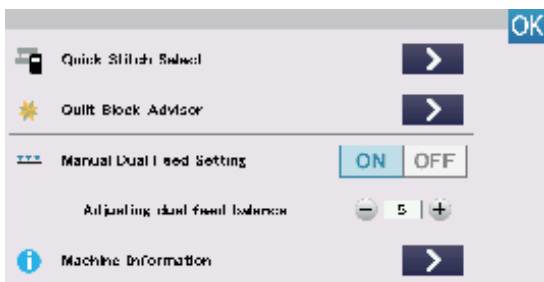 OK
Quick Stitch Select
Quilt Block Advisor
Manual Dual Feed Setting ON OFF
Adjusting dual feed balance 5
Machine Information